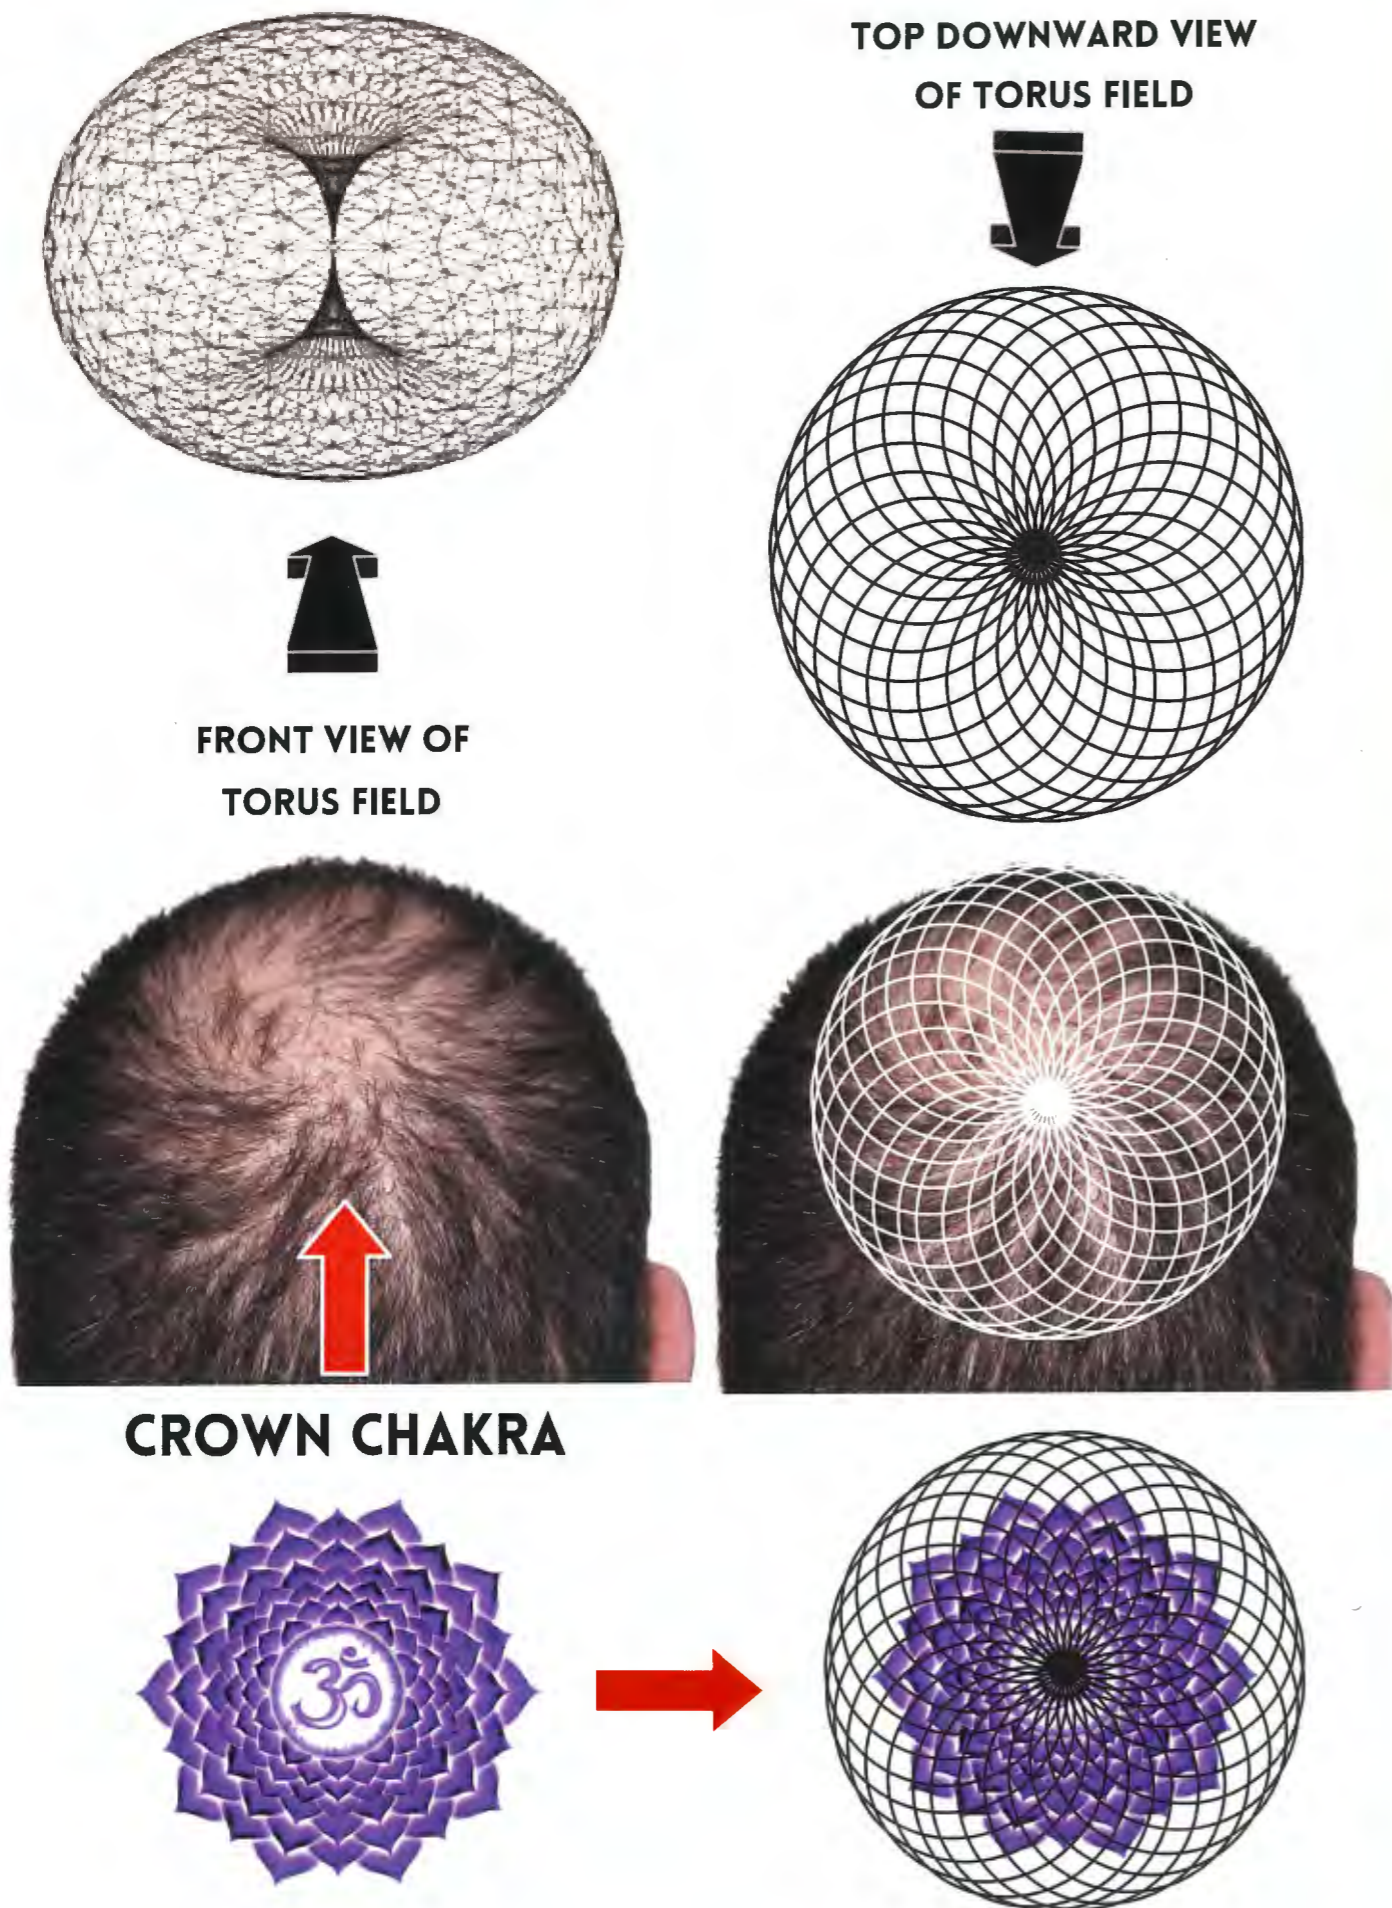 TOP DOWNWARD VIEW
OF TORUS FIELD
FRONT VIEW OF
TORUS FIELD
CROWN CHAKRA
ॐ